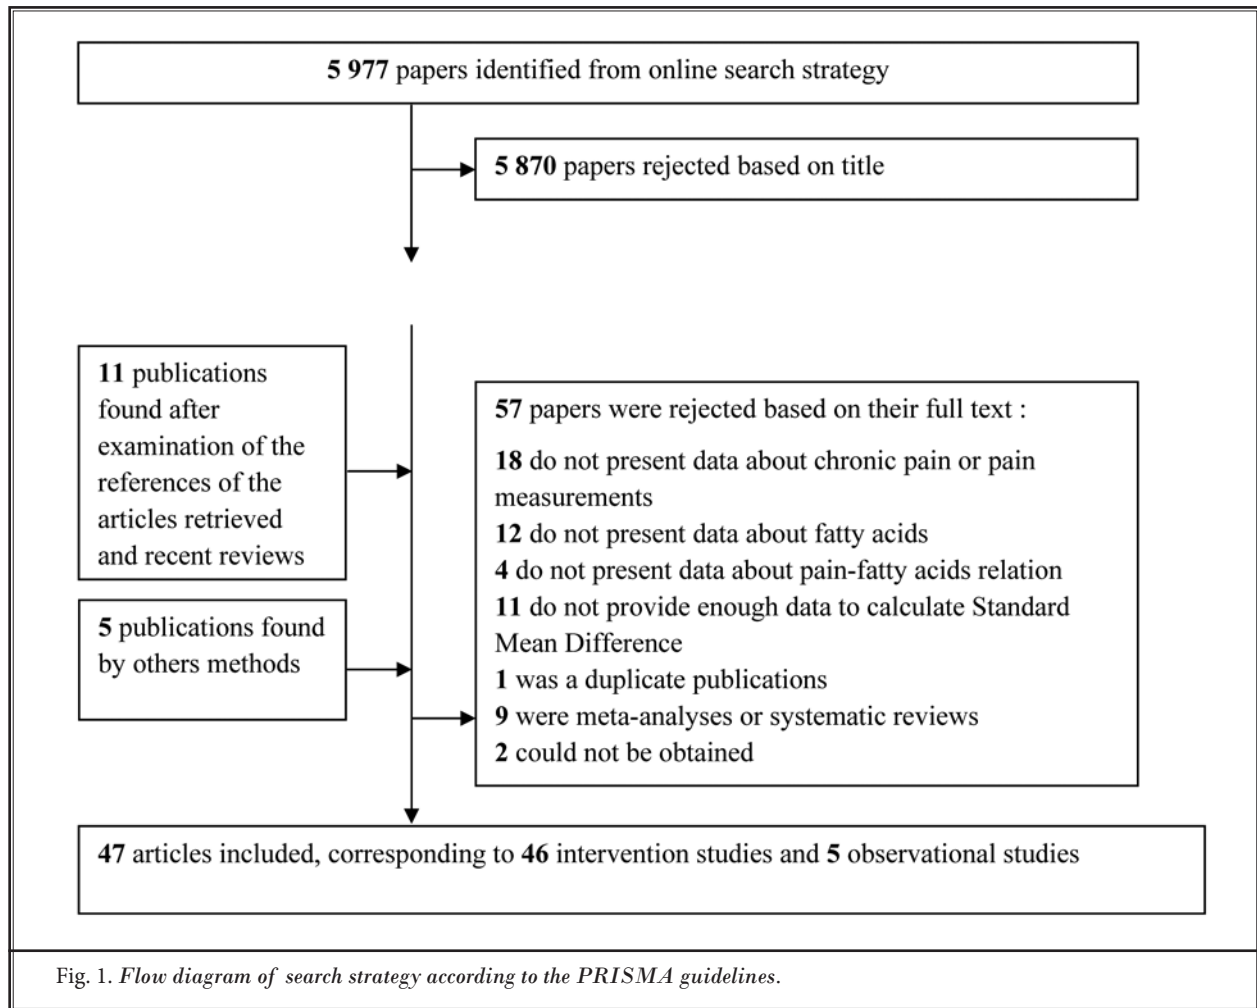 5 977 papers identified from online search strategy
5 870 papers rejected based on title
11 publications
found after
examination of the
references of the
articles retrieved
and recent reviews
5 publications found
by others methods
57 papers were rejected based on their full text :
18 do not present data about chronic pain or pain
measurements
12 do not present data about fatty acids
4 do not present data about pain-fatty acids relation
11 do not provide enough data to calculate Standard
Mean Difference
1 was a duplicate publications
9 were meta-analyses or systematic reviews
2 could not be obtained
47 articles included, corresponding to 46 intervention studies and 5 observational studies
Fig. 1. Flow diagram of search strategy according to the PRISMA guidelines.